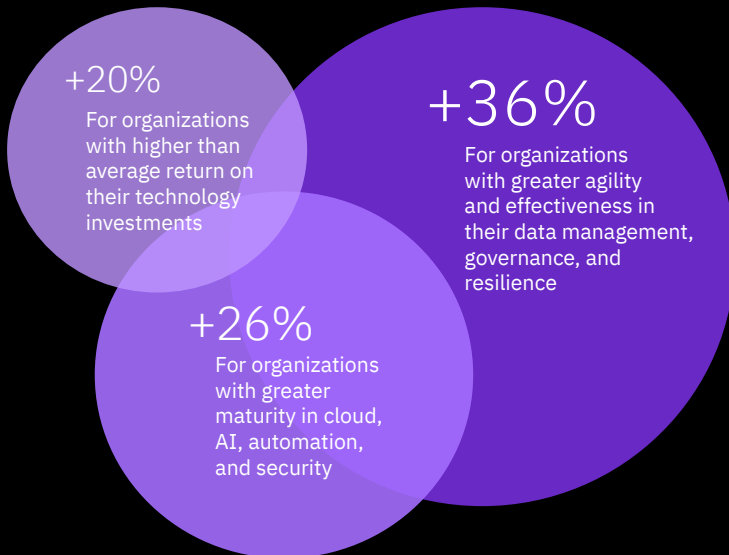 +20%
For organizations
with higher than
average return on
their technology
investments
+36%
For organizations
with greater agility
and effectiveness in
their data management,
governance, and
resilience
+26%
For organizations
with greater
maturity in cloud,
AI, automation,
and security